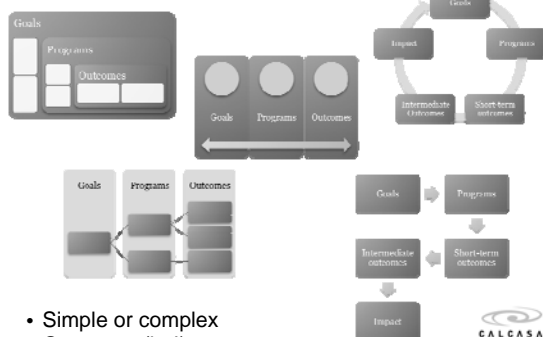 Goals
Programs
Outcomes
Goals
Programs
Outcomes
Goals
Impact
Programs
Intermediate
Outcomes
Short-term
outcomes
Goals
Programs
Outcomes
Goals
Programs
Intermediate
outcomes
Short-term
outcomes
Impact
• Simple or complex
CALCASA